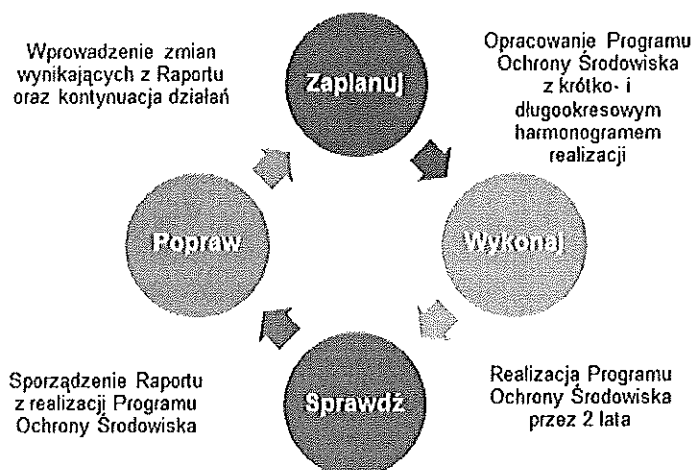 Wprowadzenie zmian
wynikających z Raportu
oraz kontynuacja działań
Zaplanuj
Opracowanie Programu
Ochrony Środowiska
z krótko- i
długookresowym
harmonogramem
realizacji
Popraw
Wykonaj
Sporządzenie Raportu
z realizacji Programu
Ochrony Środowiska
Sprawdź
Realizacja Programu
Ochrony Środowiska
przez 2 lata